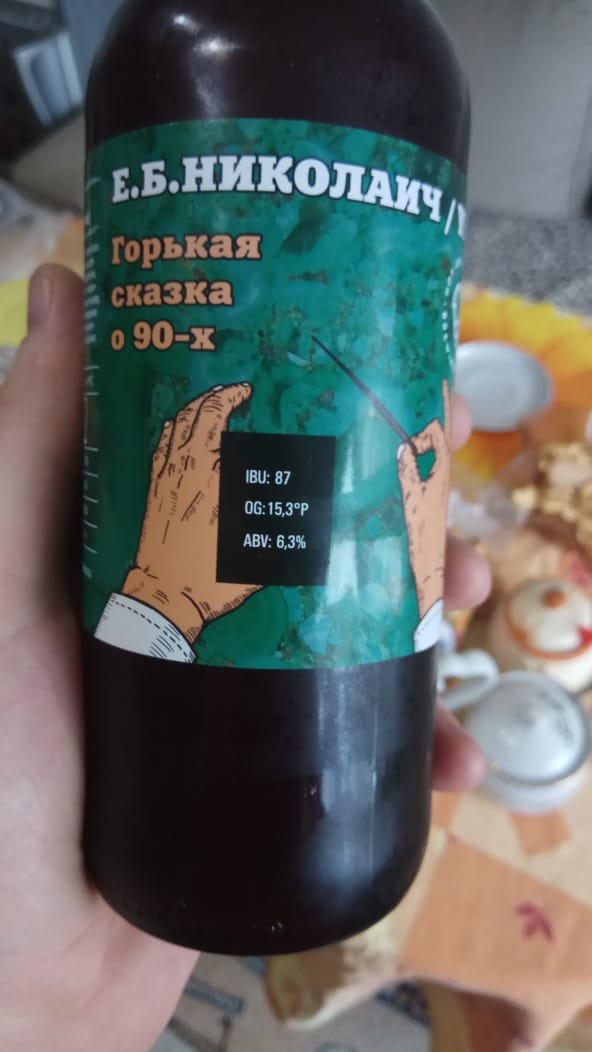 Е.Б.НИКОЛАИЧ /
Горькая
сказка
о 90-х
IBU: 87
OG:15,3°P
ABV: 6,3%